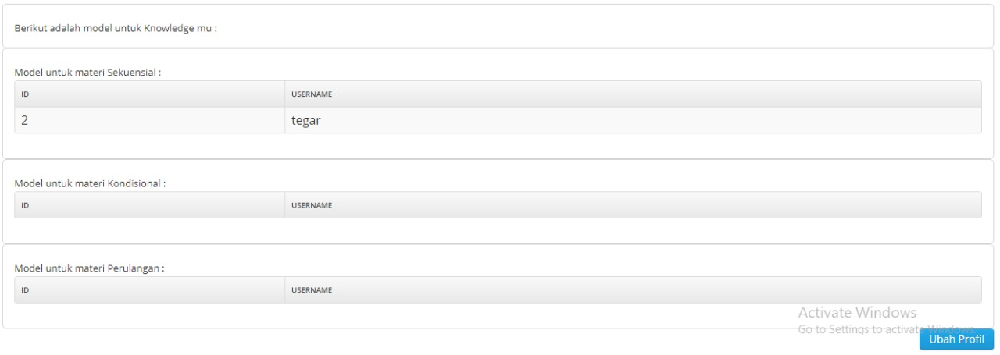 Berikut adalah model untuk Knowledge mu :
Model untuk materi Sekuensial :
ID USERNAME
2 tegar
Model untuk materi Kondisional :
ID USERNAME
Model untuk materi Perulangan :
ID USERNAME
Activate Windows
Go to Settings to activate Windows.
Ubah Profil